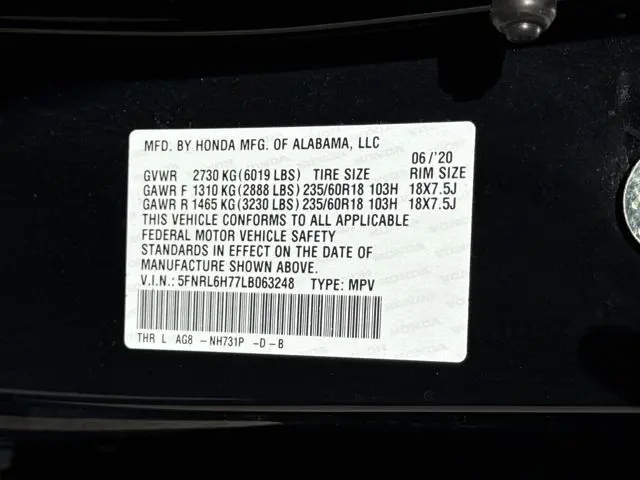 MFD. BY HONDA MFG. OF ALABAMA, LLC
06/'20
GVWR 2730 KG (6019 LBS) TIRE SIZE RIM SIZE
GAWR F 1310 KG (2888 LBS) 235/60R18 103H 18X7.5J
GAWR R 1465 KG (3230 LBS) 235/60R18 103H 18X7.5J
THIS VEHICLE CONFORMS TO ALL APPLICABLE
FEDERAL MOTOR VEHICLE SAFETY
STANDARDS IN EFFECT ON THE DATE OF
MANUFACTURE SHOWN ABOVE.
V.I.N.: 5FNRL6H77LB063248 TYPE: MPV
THR L AG8 -NH731P -D-B